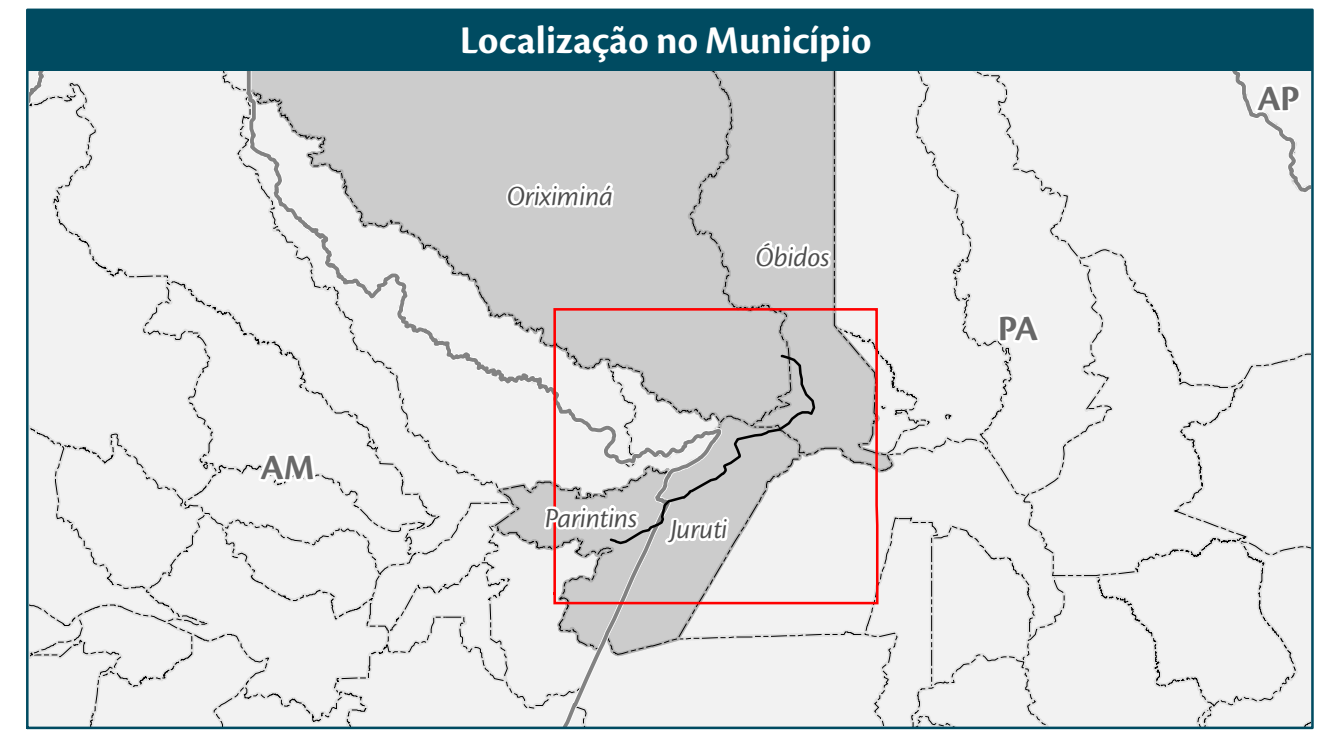 Localização no Município
AP
Oriximiná
Óbidos
PA
AM
Parintins
Juruti